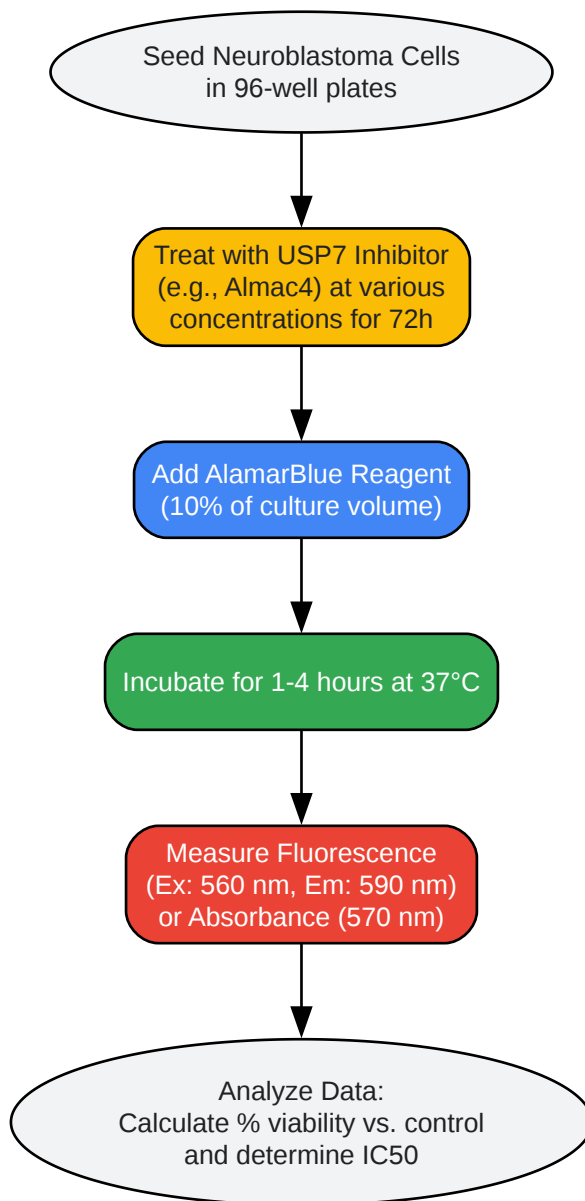 Seed Neuroblastoma Cells
in 96-well plates
Treat with USP7 Inhibitor
(e.g., Almac4) at various
concentrations for 72h
Add AlamarBlue Reagent
(10% of culture volume)
Incubate for 1-4 hours at 37°C
Measure Fluorescence
(Ex: 560 nm, Em: 590 nm)
or Absorbance (570 nm)
Analyze Data:
Calculate % viability vs. control
and determine IC50